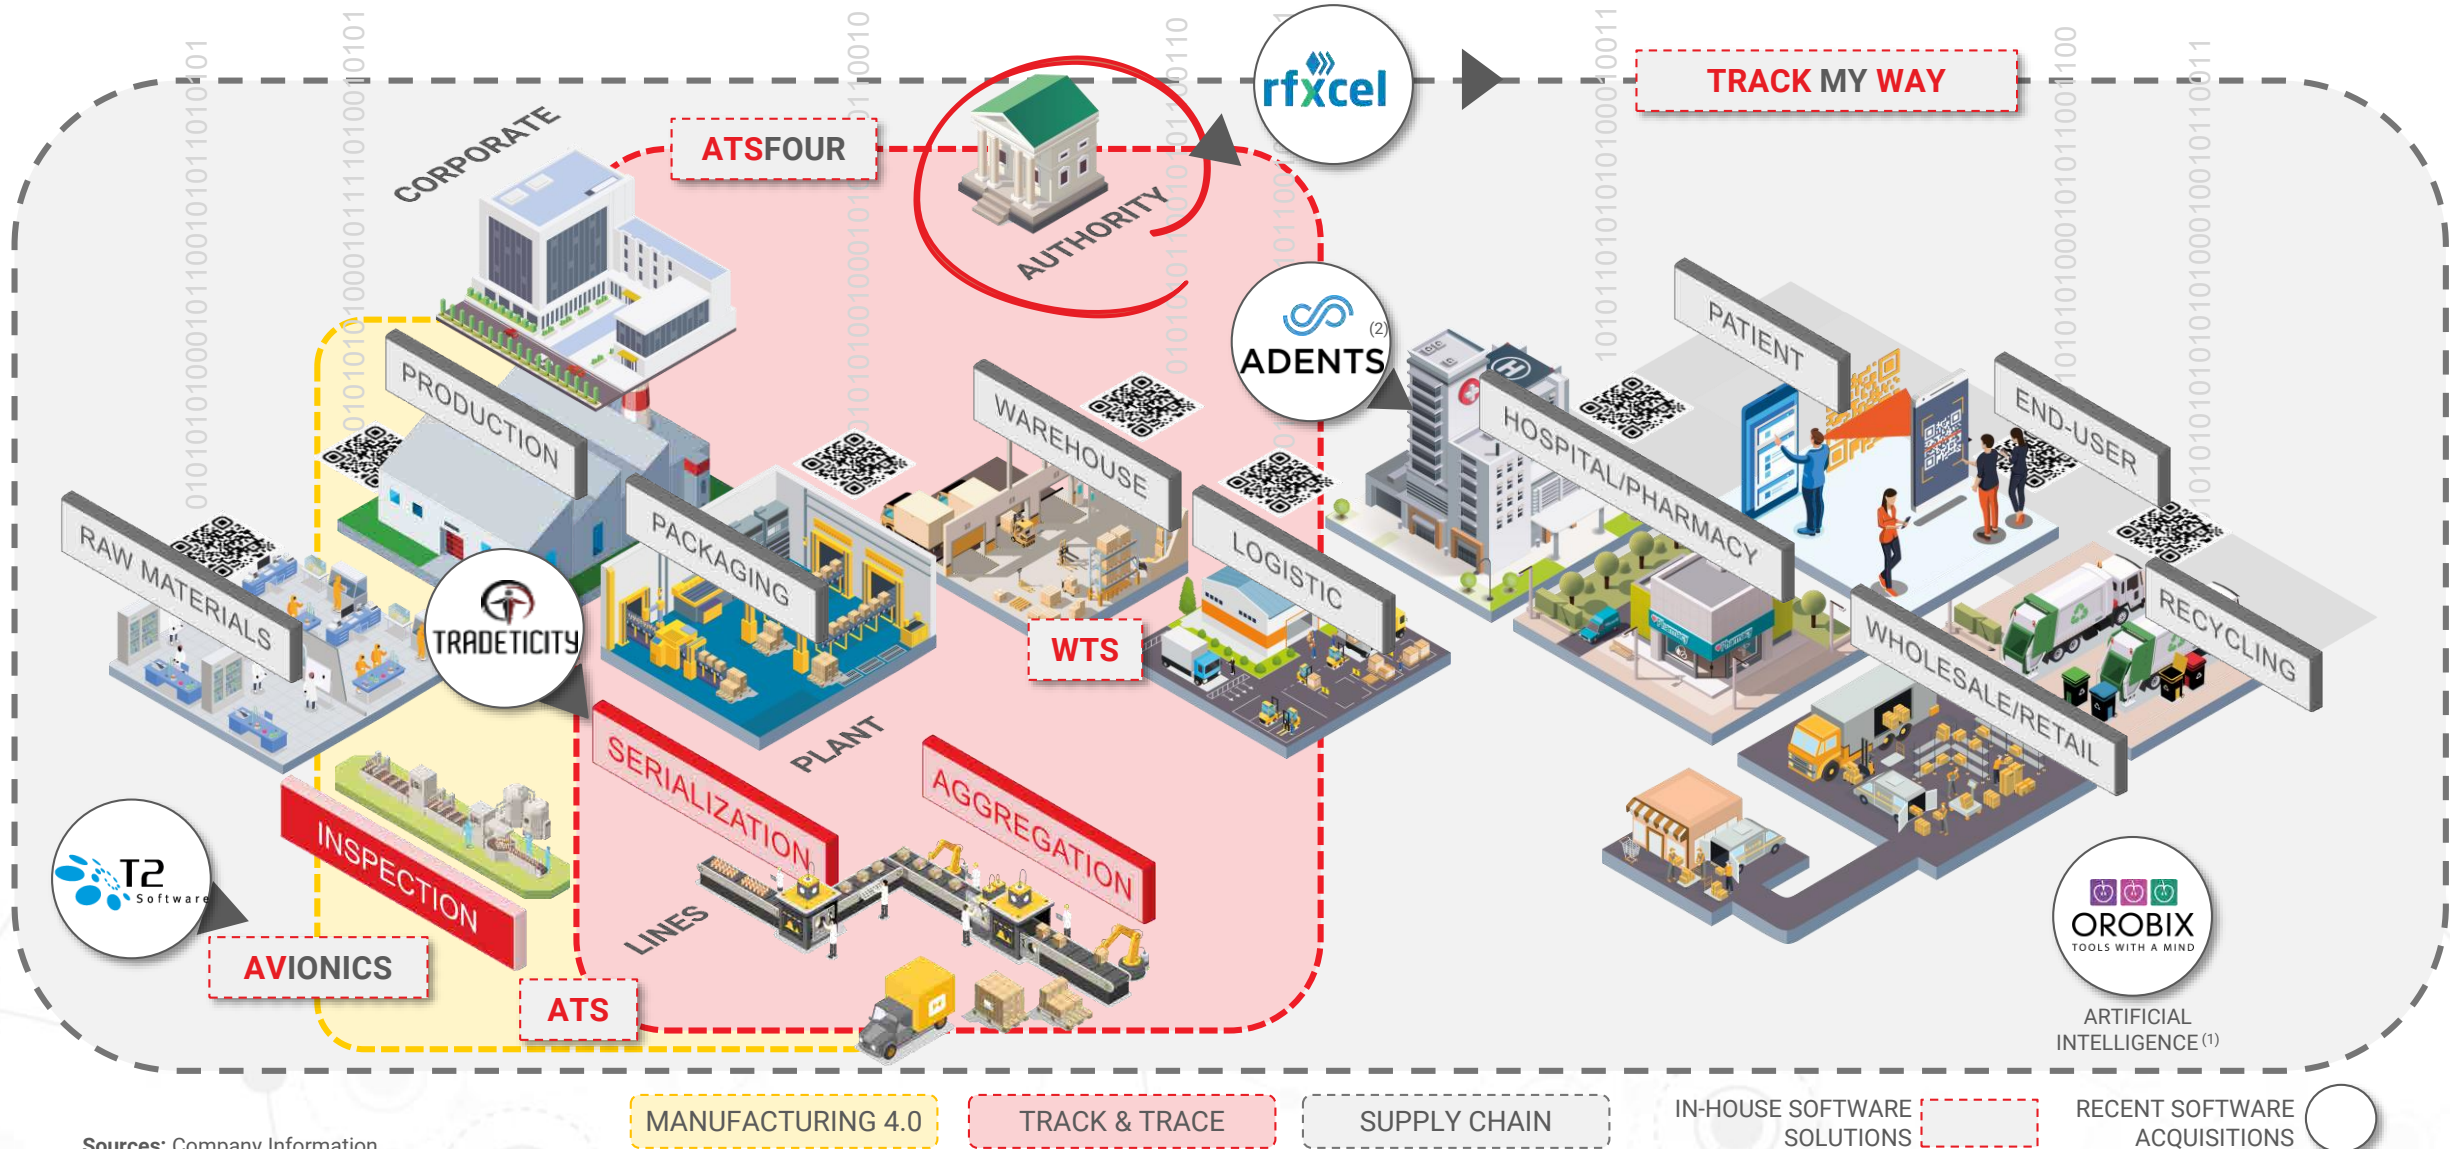 rfxcel
TRACK MY WAY
CORPORATE
ATSFOUR
AUTHORITY
ADENTS
(2)
PATIENT
PRODUCTION
WAREHOUSE
HOSPITAL/PHARMACY
END-USER
RAW MATERIALS
PACKAGING
LOGISTIC
TRADETICITY
WTS
Pharmacy
WHOLESALE/RETAIL
RECYCLING
PLANT
SERIALIZATION
AGGREGATION
INSPECTION
T2
Software
LINES
AVIONICS
ATS
OROBIX
TOOLS WITH A MIND
ARTIFICIAL
INTELLIGENCE (1)
MANUFACTURING 4.0
TRACK & TRACE
SUPPLY CHAIN
IN-HOUSE SOFTWARE
SOLUTIONS
RECENT SOFTWARE
ACQUISITIONS
Sources: Company Information